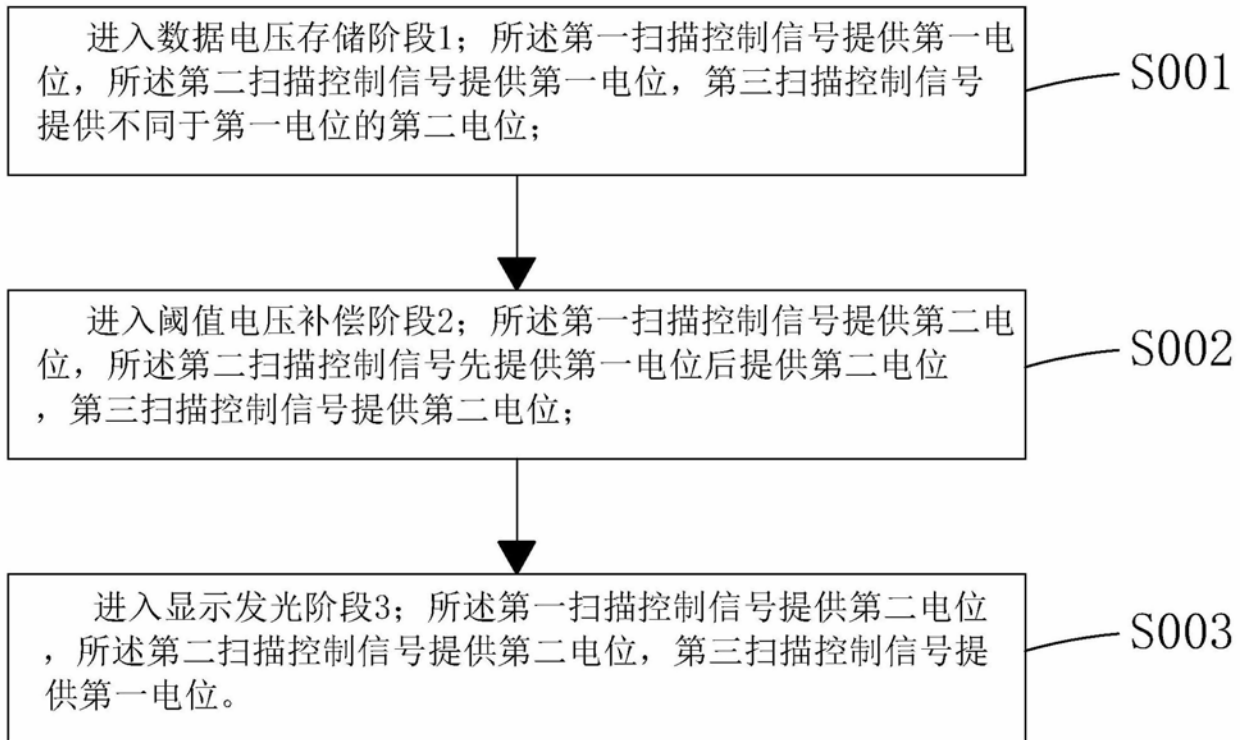 进入数据电压存储阶段1；所述第一扫描控制信号提供第一电
位，所述第二扫描控制信号提供第一电位，第三扫描控制信号
提供不同于第一电位的第二电位；
S001
进入阈值电压补偿阶段2；所述第一扫描控制信号提供第二电
位，所述第二扫描控制信号先提供第一电位后提供第二电位
，第三扫描控制信号提供第二电位；
S002
进入显示发光阶段3；所述第一扫描控制信号提供第二电位
，所述第二扫描控制信号提供第二电位，第三扫描控制信号提
供第一电位。
S003